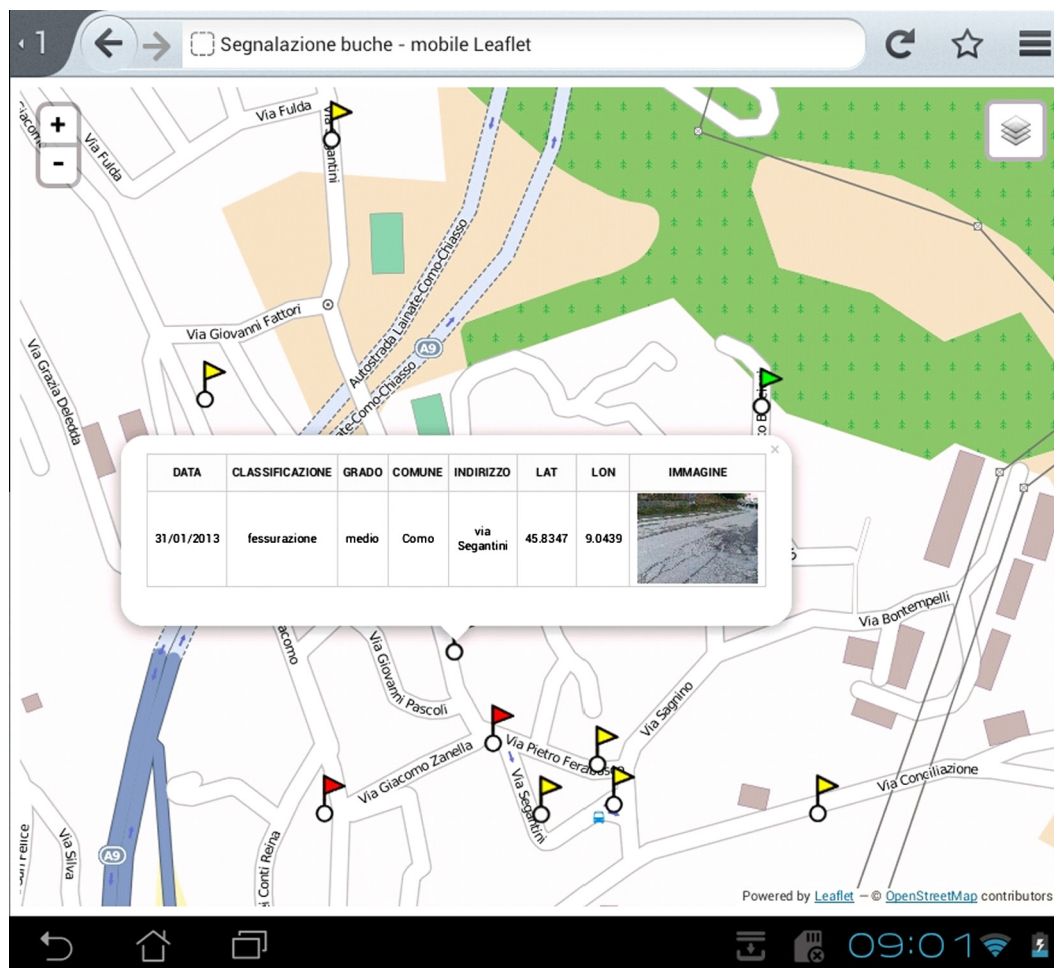 1
Segnalazione buche - mobile Leaflet
+
-
Via Fulda
Via Fulda
Via Giovanni Fattori
Autostrada Lainate-Como-Chiasso
A9
Via Grazia Deledda
DATA CLASSIFICAZIONE GRADO COMUNE INDIRIZZO LAT LON IMMAGINE
31/01/2013 fessurazione medio Como via Segantini 45.8347 9.0439
×
Via Bontempelli
Via Giovanni Pascoli
Via Sagnino
Via Giacomo Zanella
Via Segantini
Via Conciliazione
Via Silva
A9
Powered by Leaflet — © OpenStreetMap contributors
09:01